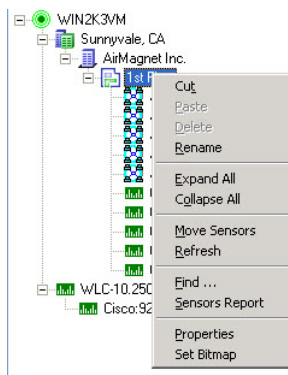 WIN2K3VM
Sunnyvale, CA
AirMagnet Inc.
1st
WLC-10.250
Cisco:92
Cut
Paste
Delete
Rename
Expand All
Collapse All
Move Sensors
Refresh
Find ...
Sensors Report
Properties
Set Bitmap